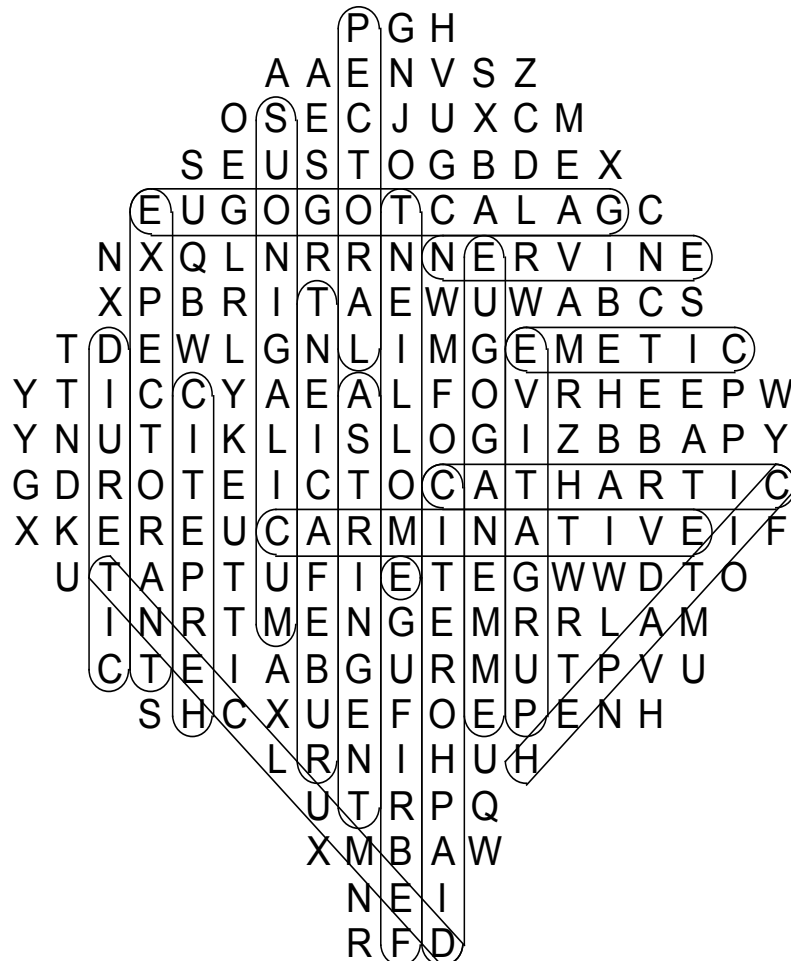 P G H
A A E N V S Z
O S E C J U X C M
S E U S T O G B D E X
E U G O G O T C A L A G C
N X Q L N R R N N E R V I N E
X P B R I T A E W U W A B C S
T D E W L G N L I M G E M E T I C
Y T I C C Y A E A L F O V R H E E P W
Y N U T I K L I S L O G I Z B B A P Y
G D R O T E I C T O C A T H A R T I C
X K E R E U C A R M I N A T I V E I F
U T A P T U F I E T E G W W D T O
I N R T M E N G E M R R L A M
C T E I A B G U R M U T P V U
S H C X U E F O E P E N H
L R N I H U H
U T R P Q
X M B A W
N E I
R F D